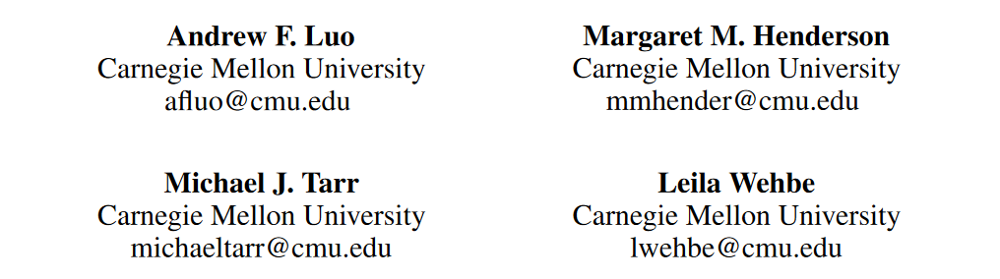 Andrew F. Luo
Carnegie Mellon University
afluo@cmu.edu
Margaret M. Henderson
Carnegie Mellon University
mmhender@cmu.edu
Michael J. Tarr
Carnegie Mellon University
michaeltarr@cmu.edu
Leila Wehbe
Carnegie Mellon University
lwehbe@cmu.edu